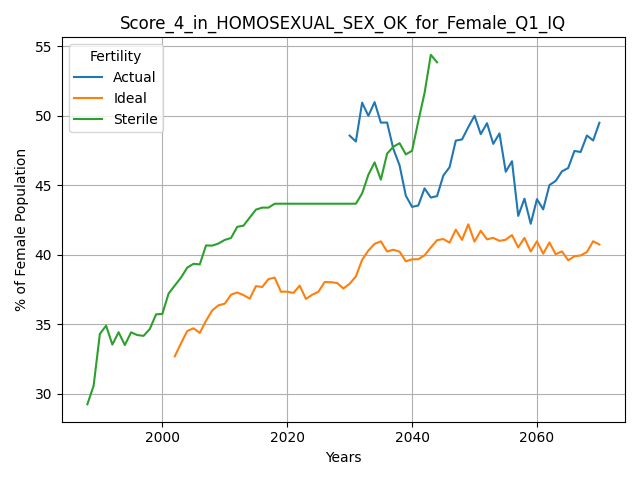 Score_4_in_HOMOSEXUAL_SEX_OK_for_Female_Q1_IQ
Fertility
Actual
Ideal
Sterile
% of Female Population
55
50
45
40
35
30
2000
2020
2040
2060
Years